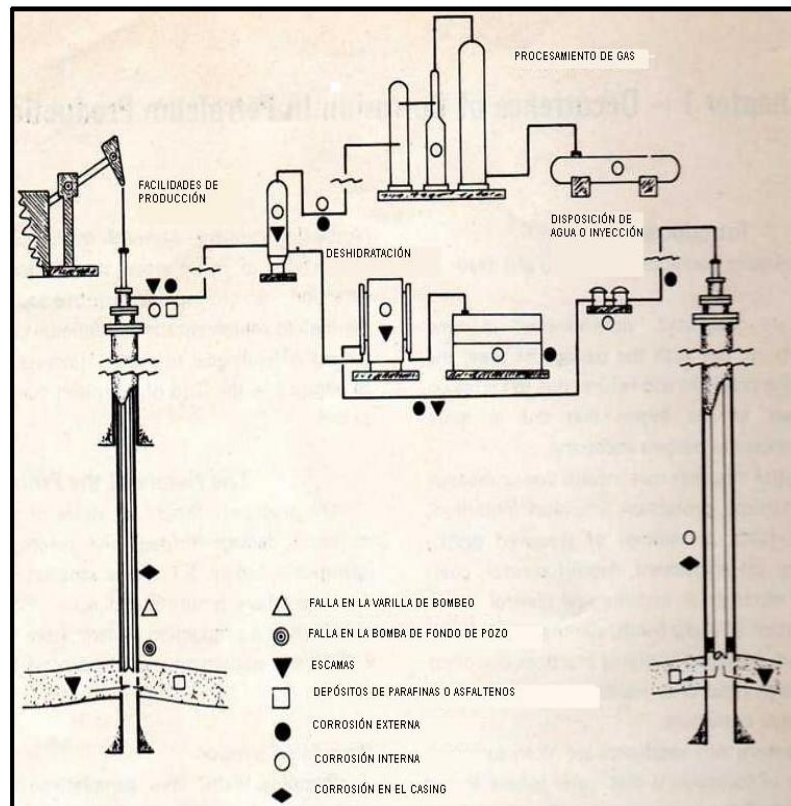 PROCESAMIENTO DE GAS
FACILIDADES DE
PRODUCCIÓN
DISPOSICIÓN DE
AGUA O INYECCIÓN
DESHIDRATACIÓN
FALLA EN LA VARILLA DE BOMBEO
FALLA EN LA BOMBA DE FONDO DE POZO
ESCAMAS
DEPÓSITOS DE PARAFINAS O ASFALTENOS
CORROSIÓN EXTERNA
CORROSIÓN INTERNA
CORROSIÓN EN EL CASING